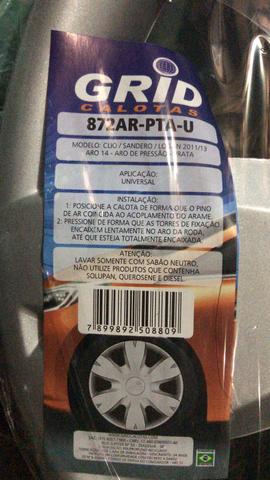 GRID
CALOTAS
872AR-PTA-U
MODELO: CLIO / SANDERO / LOGAN 2011/13
ARO 14 - ARO DE PRESSÃO PRATA
APLICAÇÃO:
UNIVERSAL
INSTALAÇÃO:
1: POSICIONE A CALOTA DE FORMA QUE O PINO
DE AR COINCIDA AO ACOPLAMENTO DO ARAME.
2: PRESSIONE DE FORMA QUE AS TORRES DE FIXAÇÃO
ENCAIXEM LENTAMENTE NO ARO DA RODA,
ATÉ QUE ESTEJA TOTALMENTE ENCAIXADA.
ATENÇÃO:
LAVAR SOMENTE COM SABÃO NEUTRO,
NÃO UTILIZE PRODUTOS QUE CONTENHA
SOLUPAN, QUEROSENE E DIESEL.
7 899892 508809